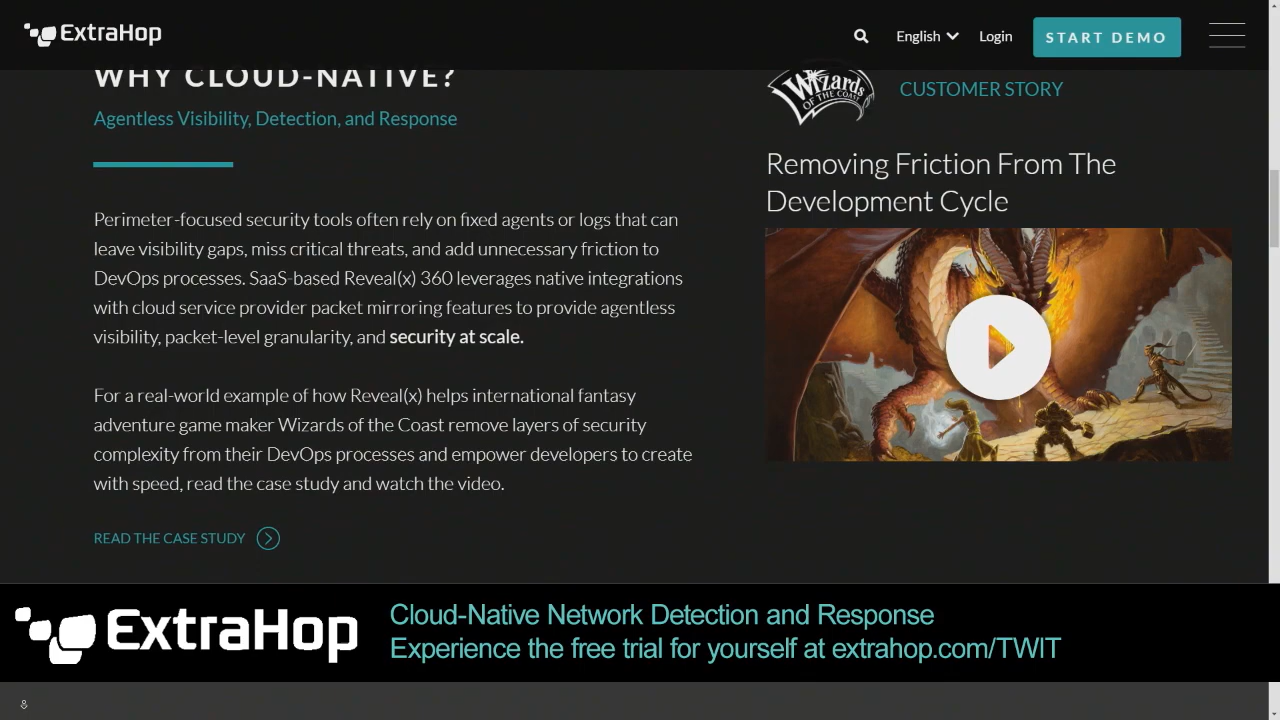 ExtraHop
English
Login
START DEMO
WHY CLOUD-NATIVE?
Agentless Visibility, Detection, and Response
Perimeter-focused security tools often rely on fixed agents or logs that can
leave visibility gaps, miss critical threats, and add unnecessary friction to
DevOps processes. SaaS-based Reveal(x) 360 leverages native integrations
with cloud service provider packet mirroring features to provide agentless
visibility, packet-level granularity, and security at scale.
For a real-world example of how Reveal(x) helps international fantasy
adventure game maker Wizards of the Coast remove layers of security
complexity from their DevOps processes and empower developers to create
with speed, read the case study and watch the video.
READ THE CASE STUDY
Wizards
OF THE COAST
CUSTOMER STORY
Removing Friction From The
Development Cycle
ExtraHop
Cloud-Native Network Detection and Response
Experience the free trial for yourself at extrahop.com/TWIT